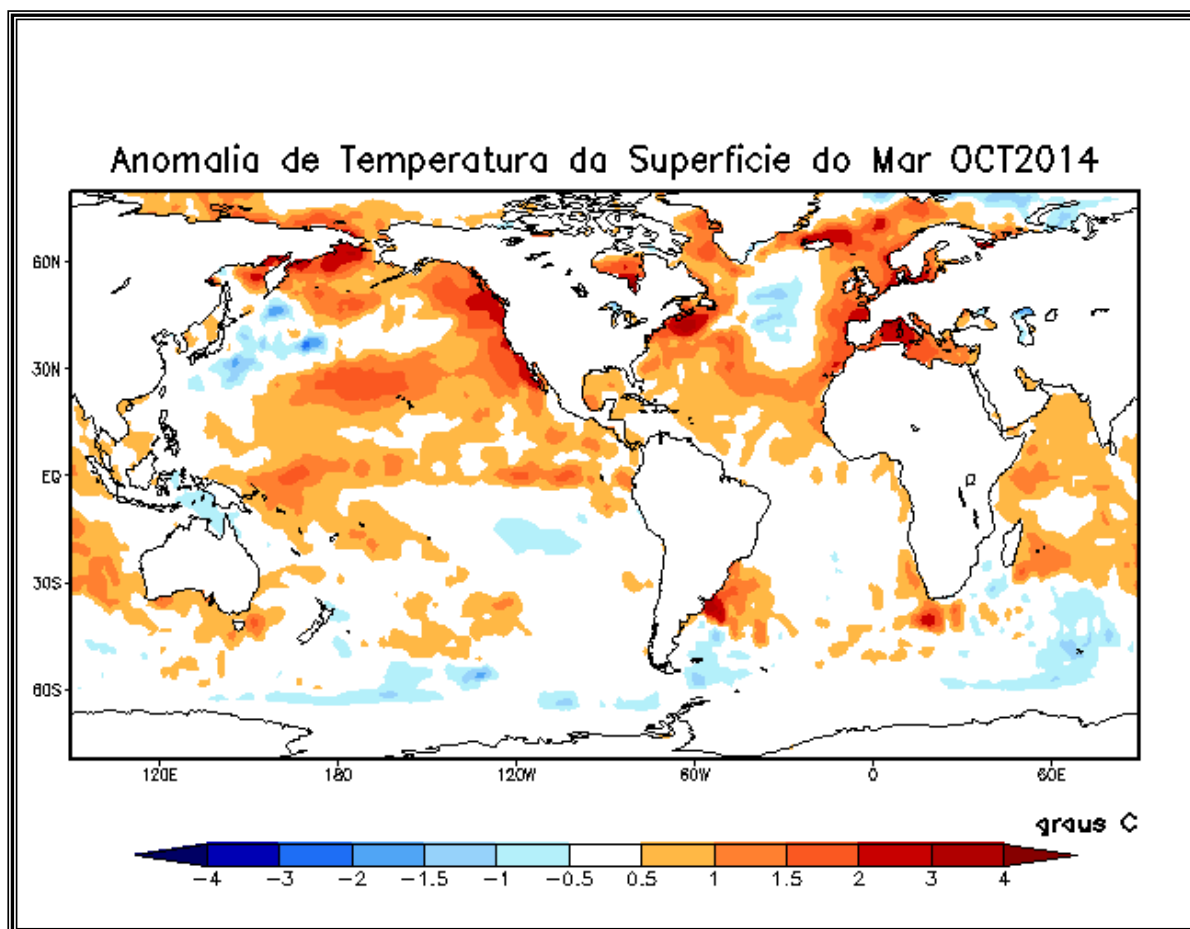 Anomalia de Temperatura da Superficie do Mar OCT2014
60N
30N
EQ
30S
60S
120E 180 120W 60W 0 60E
graus C
−4 −3 −2 −1.5 −1 −0.5 0.5 1 1.5 2 3 4